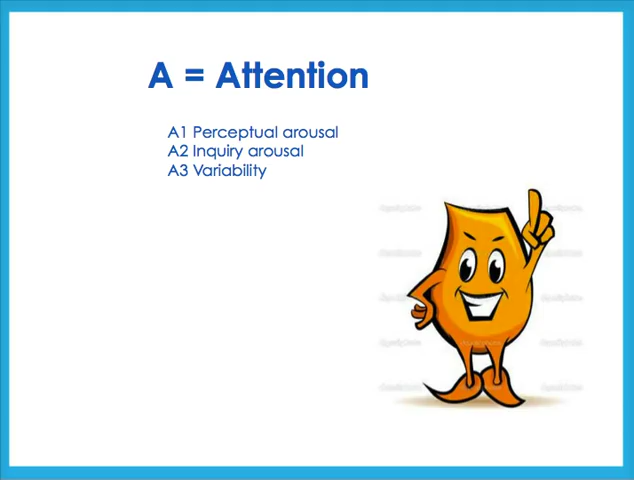 A = Attention
A1 Perceptual arousal
A2 Inquiry arousal
A3 Variability